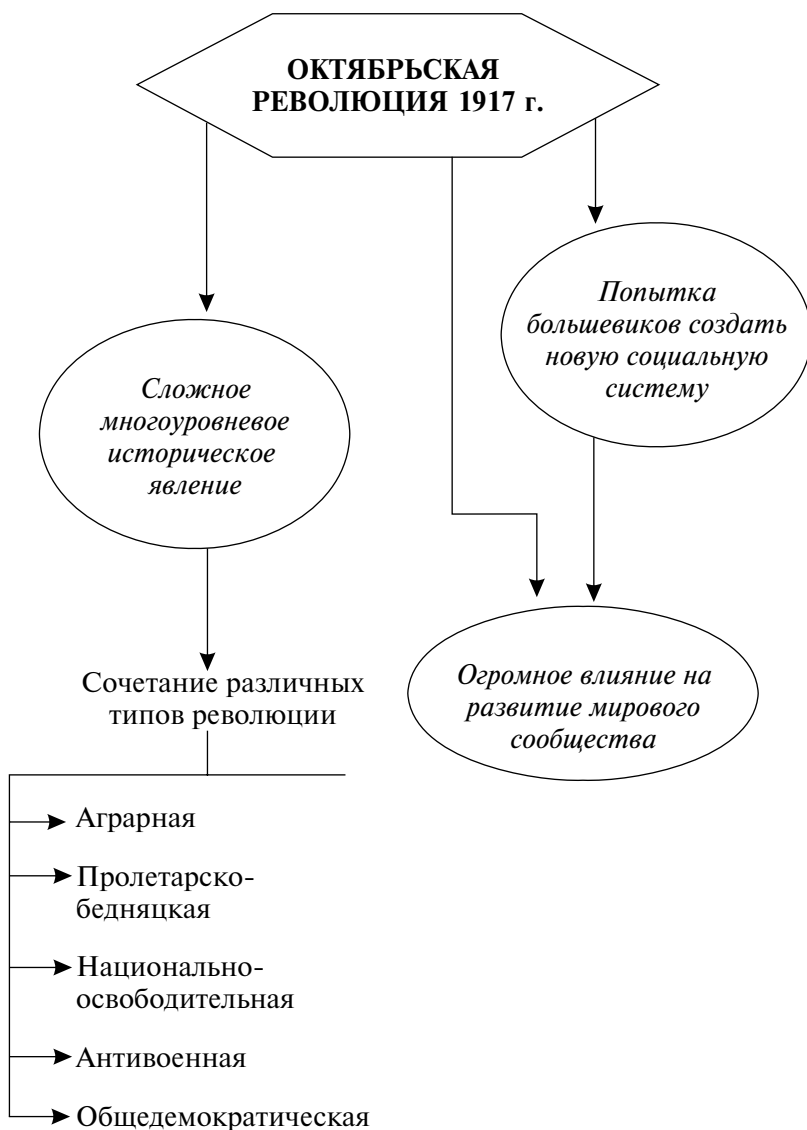 ОКТЯБРЬСКАЯ
РЕВОЛЮЦИЯ 1917 г.
Сложное
многоуровневое
историческое
явление
Попытка
большевиков создать
новую социальную
систему
Огромное влияние на
развитие мирового
сообщества
Сочетание различных
типов революции
Аграрная
Пролетарско-
бедняцкая
Национально-
освободительная
Антивоенная
Общедемократическая